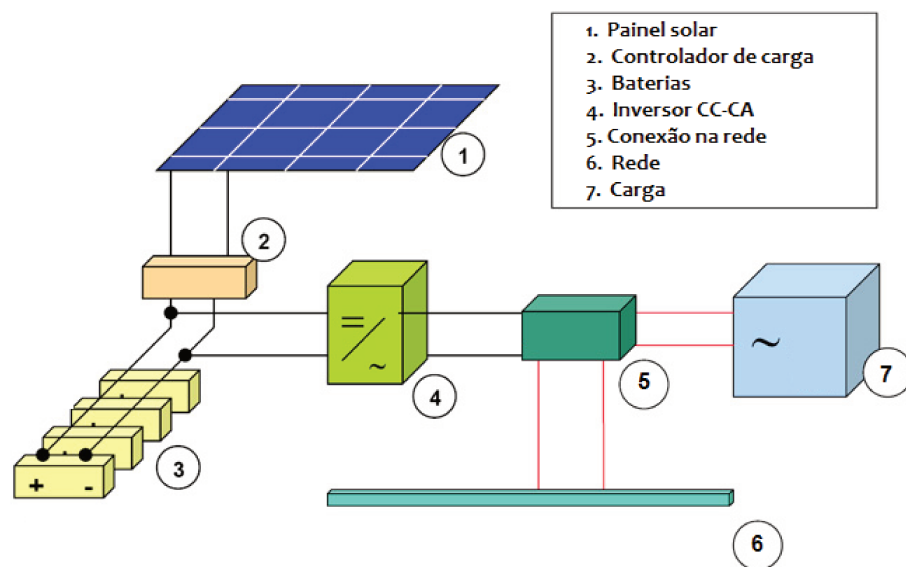 1. Painel solar
2. Controlador de carga
3. Baterias
4. Inversor CC-CA
5. Conexão na rede
6. Rede
7. Carga
1
2
=
~
4
5
~
7
+ -
3
6